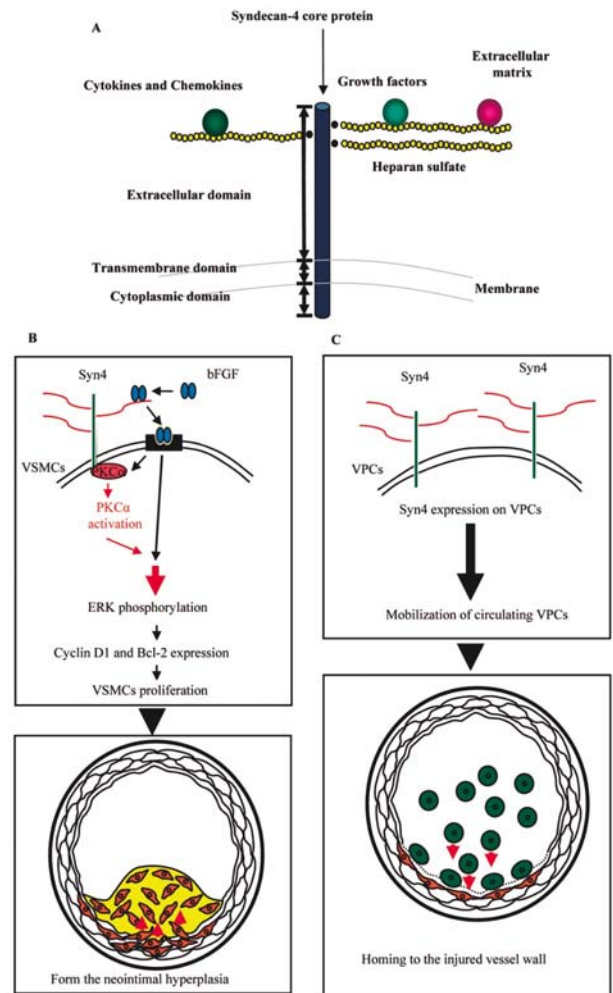 Syndecan-4 core protein
A
Extracellular
matrix
Cytokines and Chemokines
Growth factors
Heparan sulfate
Extracellular domain
Transmembrane domain
Cytoplasmic domain
Membrane
B
Syn4
bFGF
VSMCs
PKCα
PKCα
activation
ERK phosphorylation
Cyclin D1 and Bcl-2 expression
VSMCs proliferation
Form the neointimal hyperplasia
C
Syn4
Syn4
VPCs
Syn4 expression on VPCs
Mobilization of circulating VPCs
Homing to the injured vessel wall